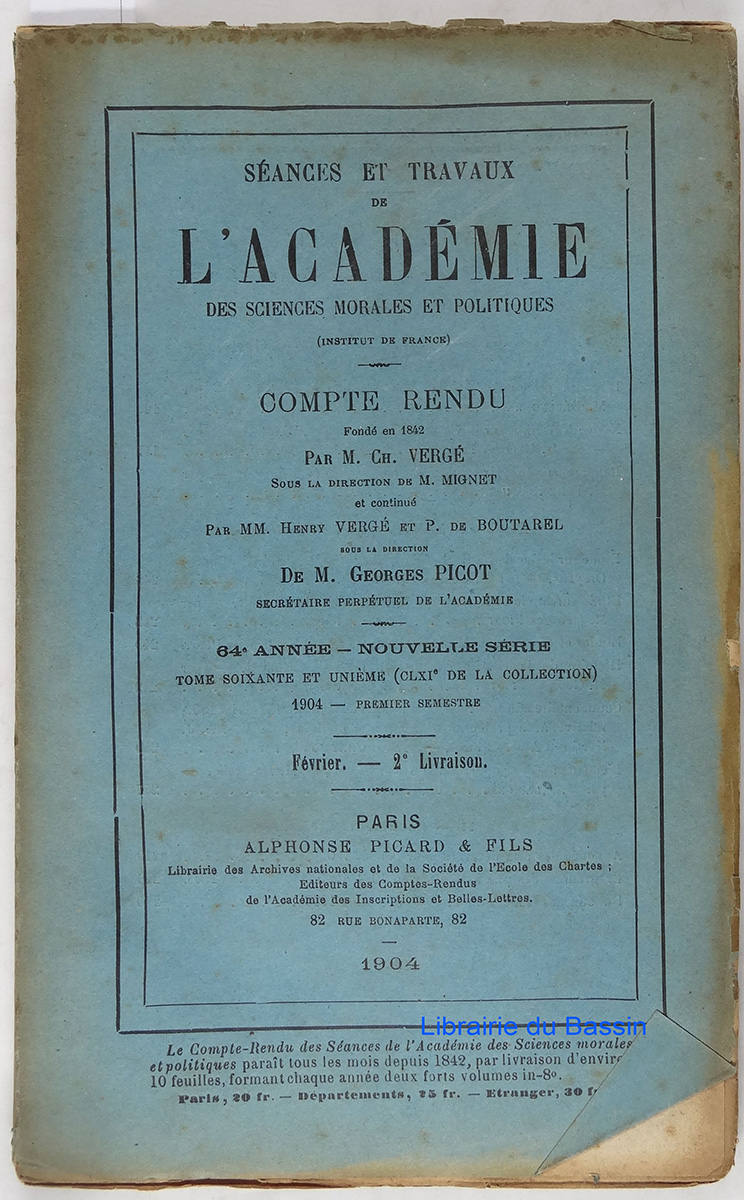 SÉANCES ET TRAVAUX
DE
L'ACADÉMIE
DES SCIENCES MORALES ET POLITIQUES
(INSTITUT DE FRANCE)
COMPTE RENDU
Fondé en 1842
PAR M. CH. VERGÉ
SOUS LA DIRECTION DE M. MIGNET
et continué
PAR MM. HENRY VERGÉ ET P. DE BOUTAREL
SOUS LA DIRECTION
DE M. GEORGES PICOT
SECRÉTAIRE PERPÉTUEL DE L'ACADÉMIE
64e ANNÉE — NOUVELLE SÉRIE
TOME SOIXANTE ET UNIÈME (CLXIe DE LA COLLECTION)
1904 — PREMIER SEMESTRE
Février. — 2e Livraison.
PARIS
ALPHONSE PICARD & FILS
Librairie des Archives nationales et de la Société de l'Ecole des Chartes ;
Editeurs des Comptes-Rendus
de l'Académie des Inscriptions et Belles-Lettres.
82 RUE BONAPARTE, 82
1904
Librairie du Bassin
Le Compte-Rendu des Séances de l'Académie des Sciences morales
et politiques paraît tous les mois depuis 1842, par livraison d'envir
10 feuilles, formant chaque année deux forts volumes in-8o.
Paris, 20 fr. — Départements, 25 fr. — Etranger, 30 f